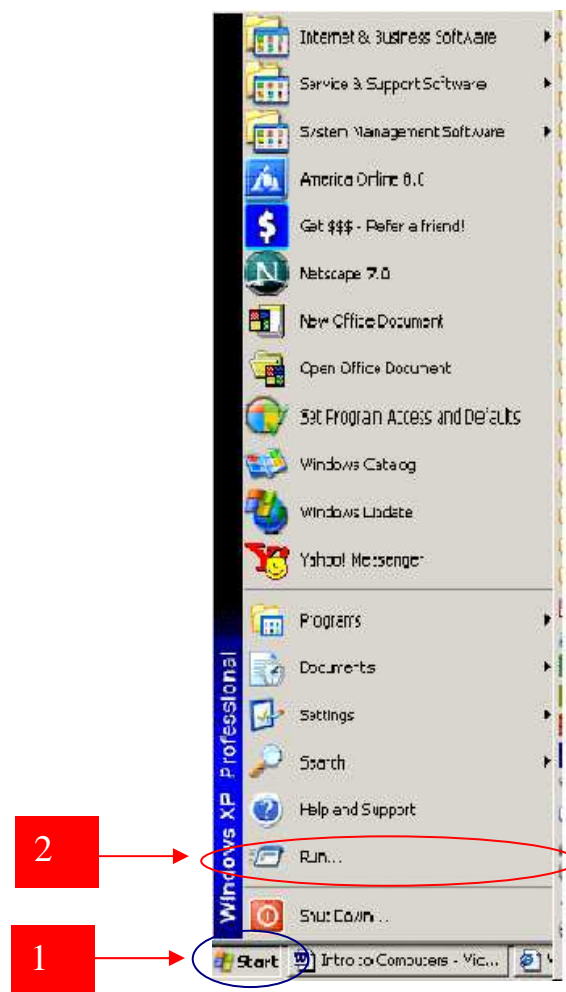 Internet & Business Software
Service & Support Software
System Management Software
America Online 8.0
Get $$$ - Refer a friend!
Netscape 7.0
New Office Document
Open Office Document
Set Program Access and Defaults
Windows Catalog
Windows Update
Yahoo! Messenger
Programs
Documents
Settings
Search
Help and Support
2
Run...
Shut Down...
Windows XP Professional
1
Start
Intro to Computers - Vic...